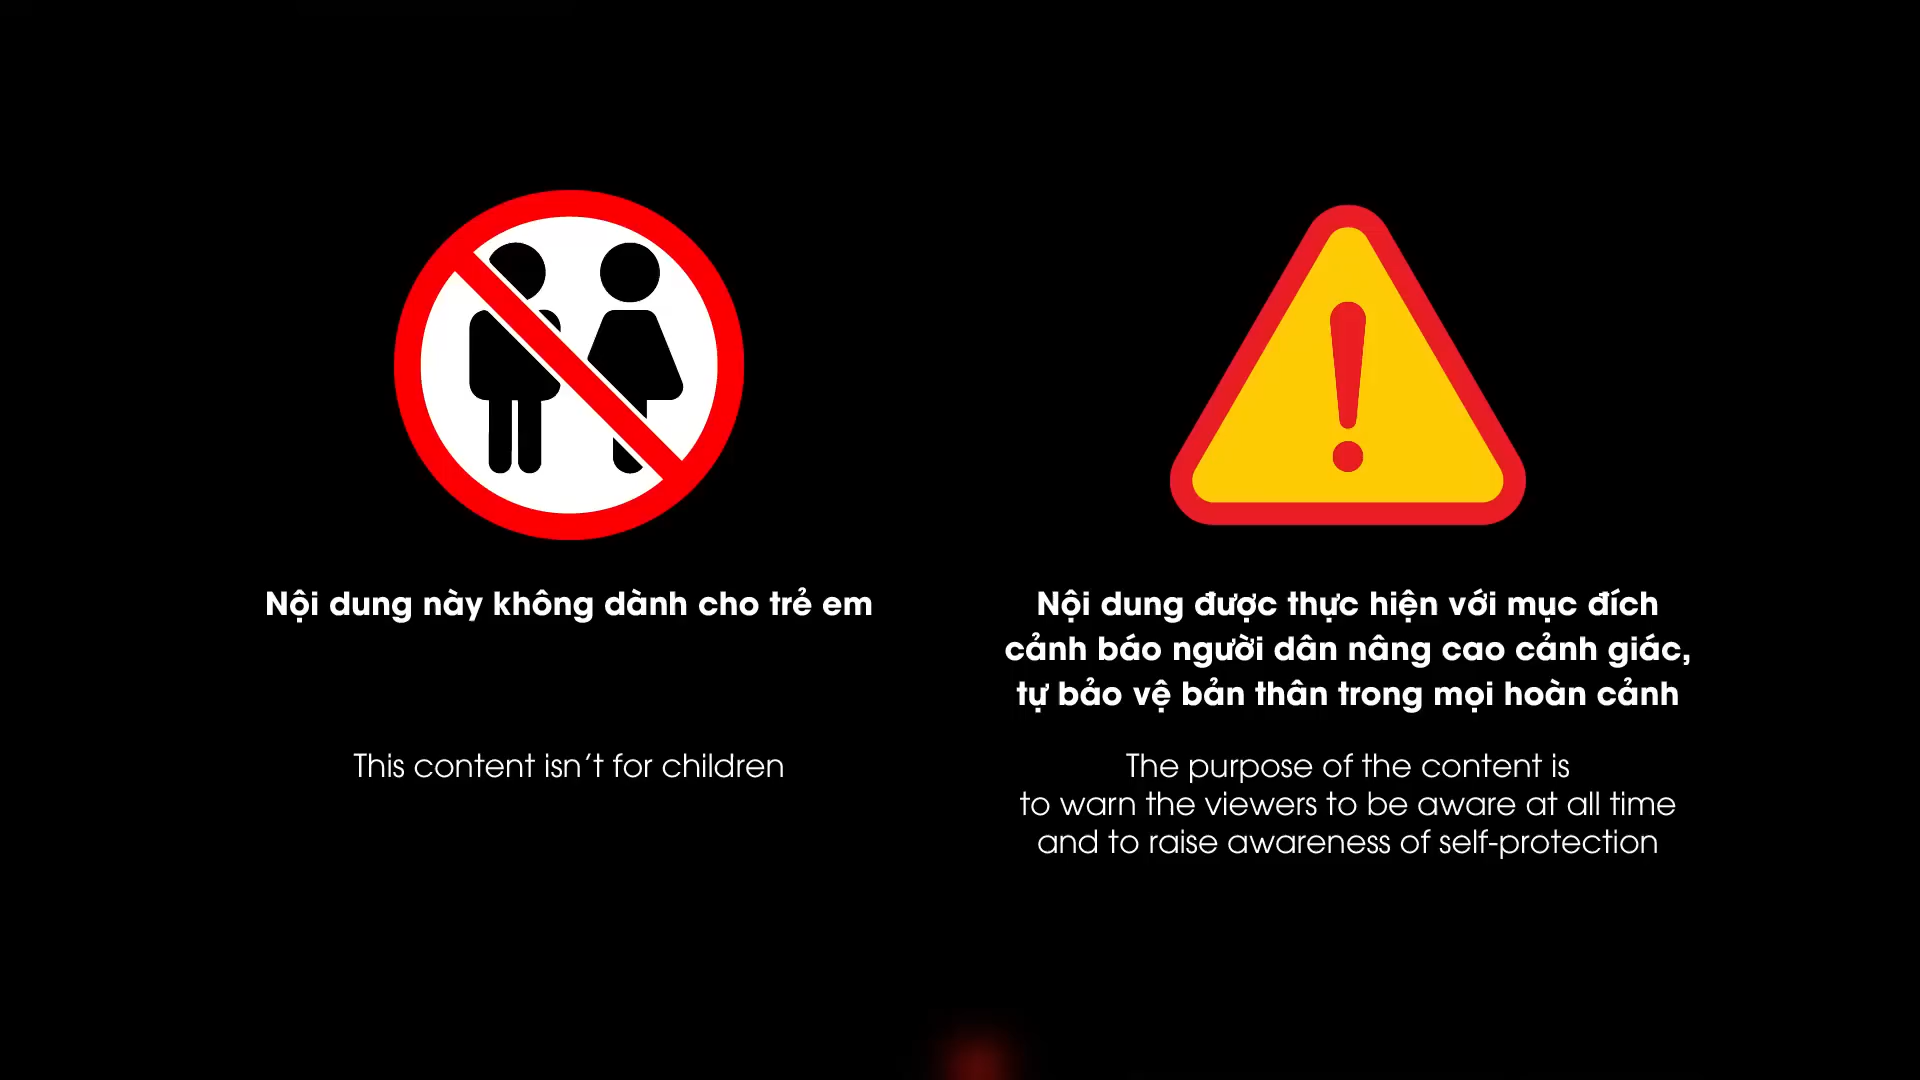 Nội dung này không dành cho trẻ em
This content isn't for children
Nội dung được thực hiện với mục đích
cảnh báo người dân nâng cao cảnh giác,
tự bảo vệ bản thân trong mọi hoàn cảnh
The purpose of the content is
to warn the viewers to be aware at all time
and to raise awareness of self-protection